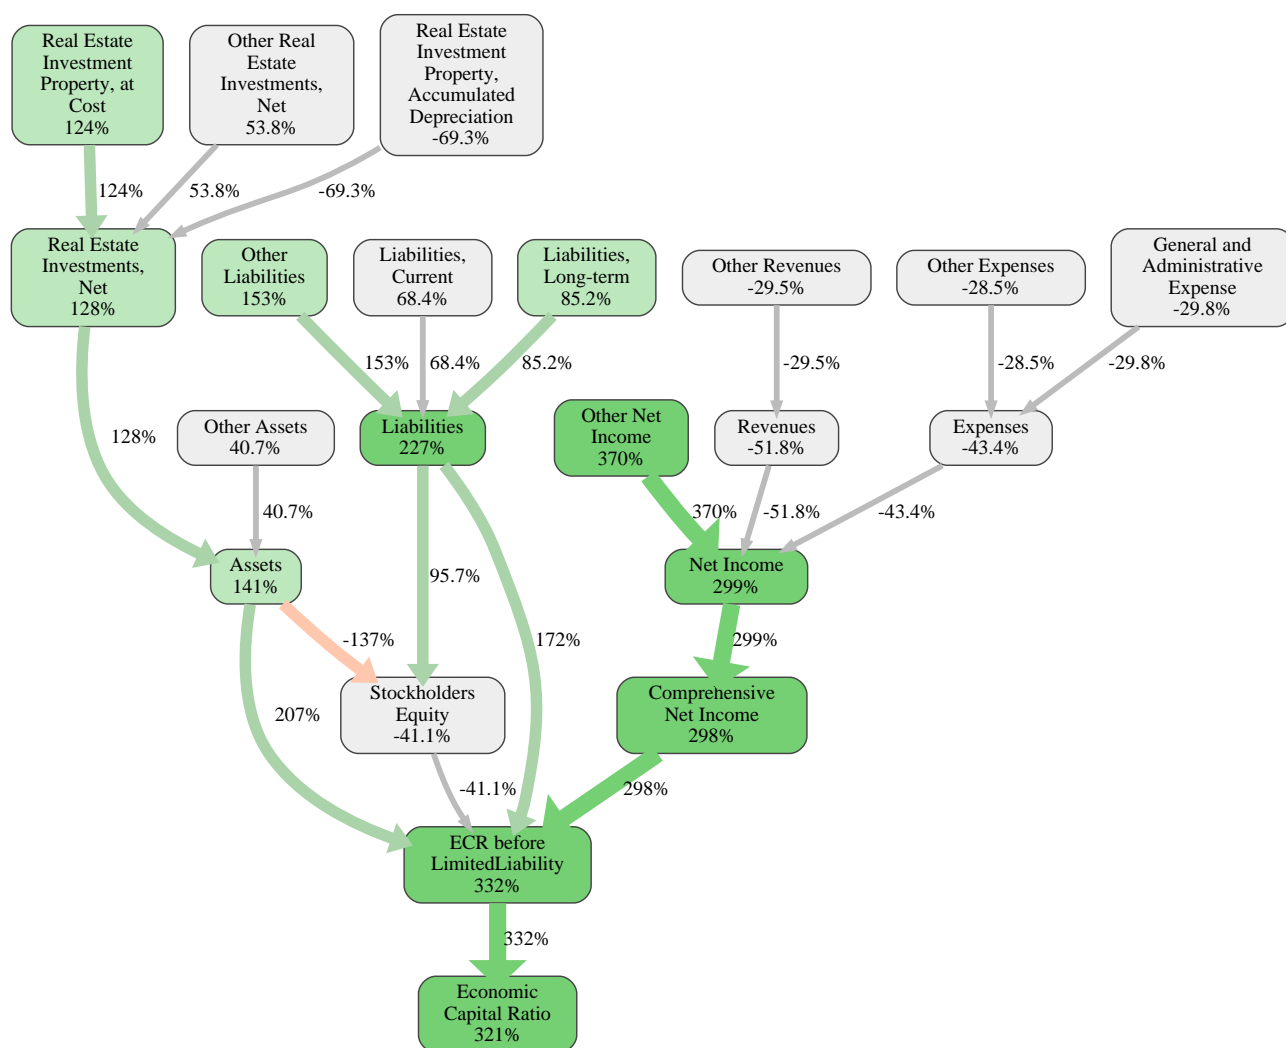 Real Estate
Investment
Property, at
Cost
124%
Other Real
Estate
Investments,
Net
53.8%
Real Estate
Investment
Property,
Accumulated
Depreciation
-69.3%
124%
53.8%
-69.3%
Real Estate
Investments,
Net
128%
Other
Liabilities
153%
Liabilities,
Current
68.4%
Liabilities,
Long-term
85.2%
Other Revenues
-29.5%
Other Expenses
-28.5%
General and
Administrative
Expense
-29.8%
153%
68.4%
85.2%
-29.5%
-28.5%
-29.8%
128%
Other Assets
40.7%
Liabilities
227%
Other Net
Income
370%
Revenues
-51.8%
Expenses
-43.4%
40.7%
370%
-51.8%
-43.4%
Assets
141%
95.7%
Net Income
299%
-137%
172%
299%
207%
Stockholders
Equity
-41.1%
Comprehensive
Net Income
298%
-41.1%
298%
ECR before
LimitedLiability
332%
332%
Economic
Capital Ratio
321%